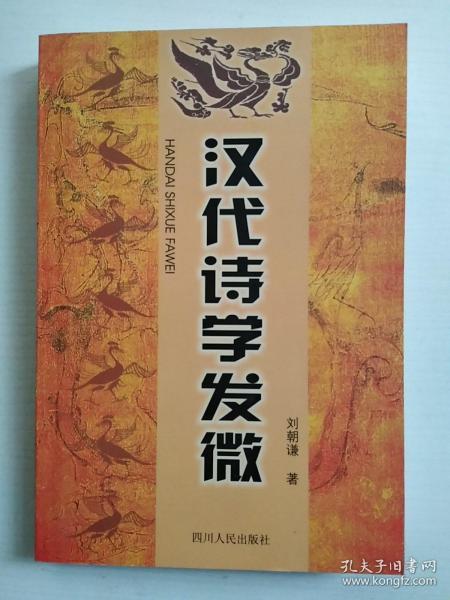 汉代诗学发微
HANDAI SHIXUE FAWEI
刘朝谦 著
四川人民出版社
孔夫子旧书网
www.kongfz.com